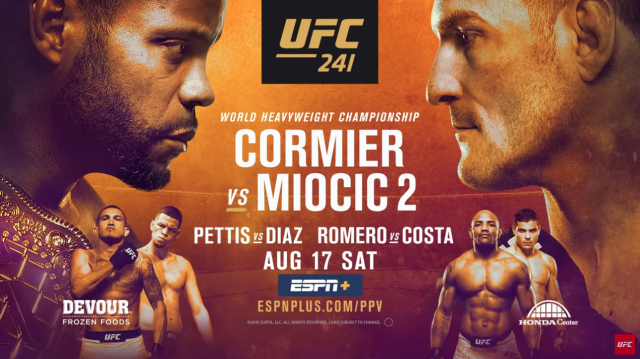 UFC
241
WORLD HEAVYWEIGHT CHAMPIONSHIP
CORMIER
VS MIOCIC 2
PETTIS VS DIAZ ROMERO VS COSTA
AUG 17 SAT
ESPN+
ESPNPLUS.COM/PPV
DEVOUR
FROZEN FOODS
UFC
UFC
HONDA Center
UFC